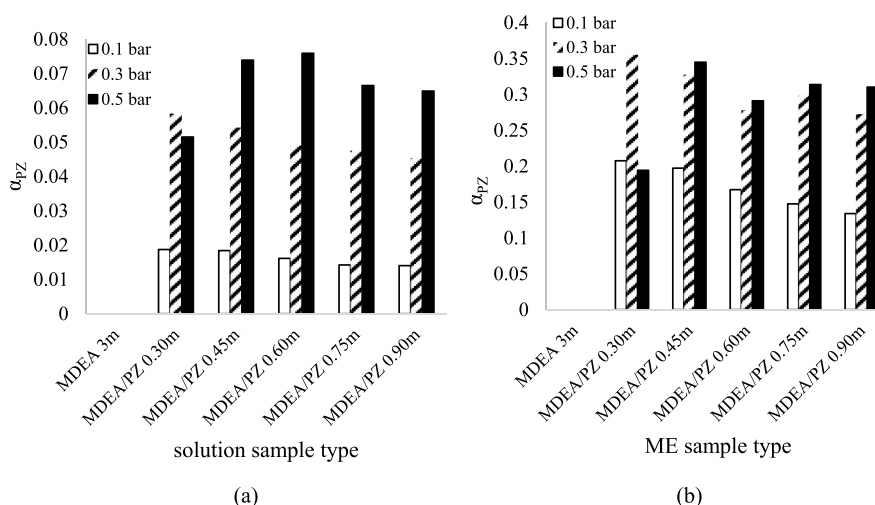 0.08
0.07
0.06
0.05
0.04
0.03
0.02
0.01
0
αPZ
0.1 bar
0.3 bar
0.5 bar
MDEA 3m
MDEA/PZ 0.30m
MDEA/PZ 0.45m
MDEA/PZ 0.60m
MDEA/PZ 0.75m
MDEA/PZ 0.90m
solution sample type
(a)
0.4
0.35
0.3
0.25
0.2
0.15
0.1
0.05
0
αPZ
0.1 bar
0.3 bar
0.5 bar
MDEA 3m
MDEA/PZ 0.30m
MDEA/PZ 0.45m
MDEA/PZ 0.60m
MDEA/PZ 0.75m
MDEA/PZ 0.90m
ME sample type
(b)